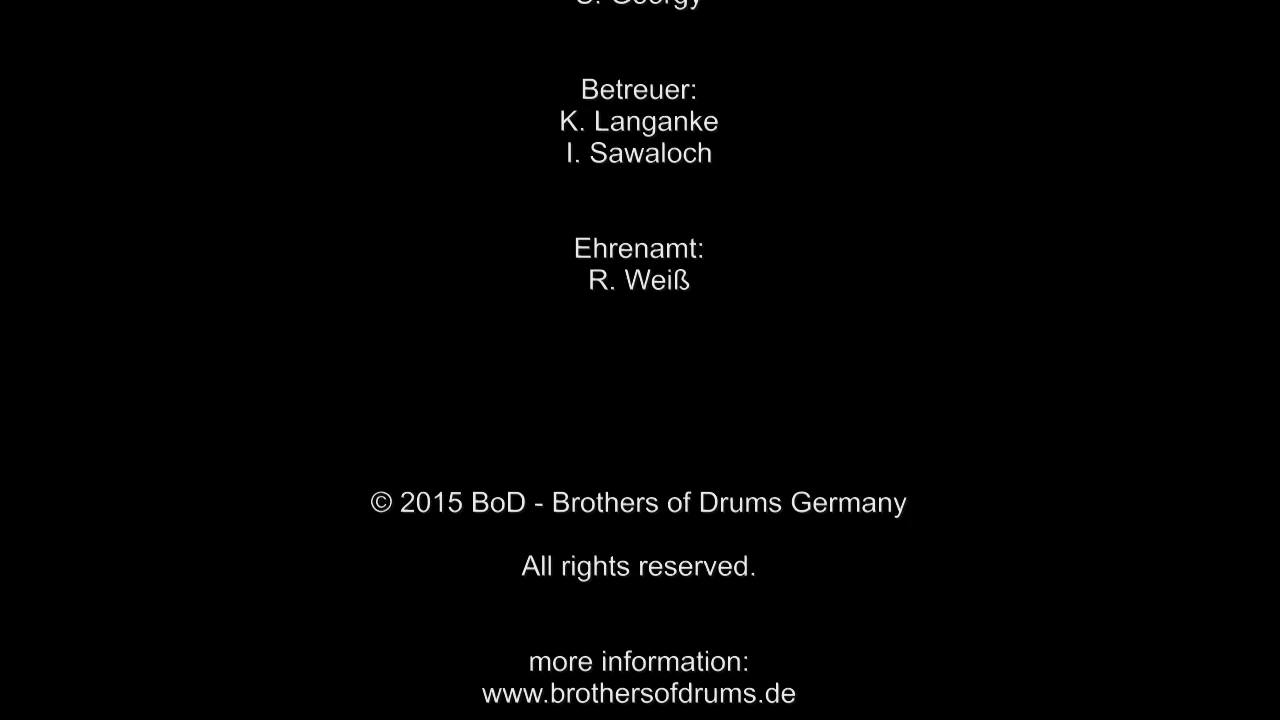 Betreuer:
K. Langanke
I. Sawaloch
Ehrenamt:
R. Weiß
© 2015 BoD - Brothers of Drums Germany
All rights reserved.
more information:
www.brothersofdrums.de